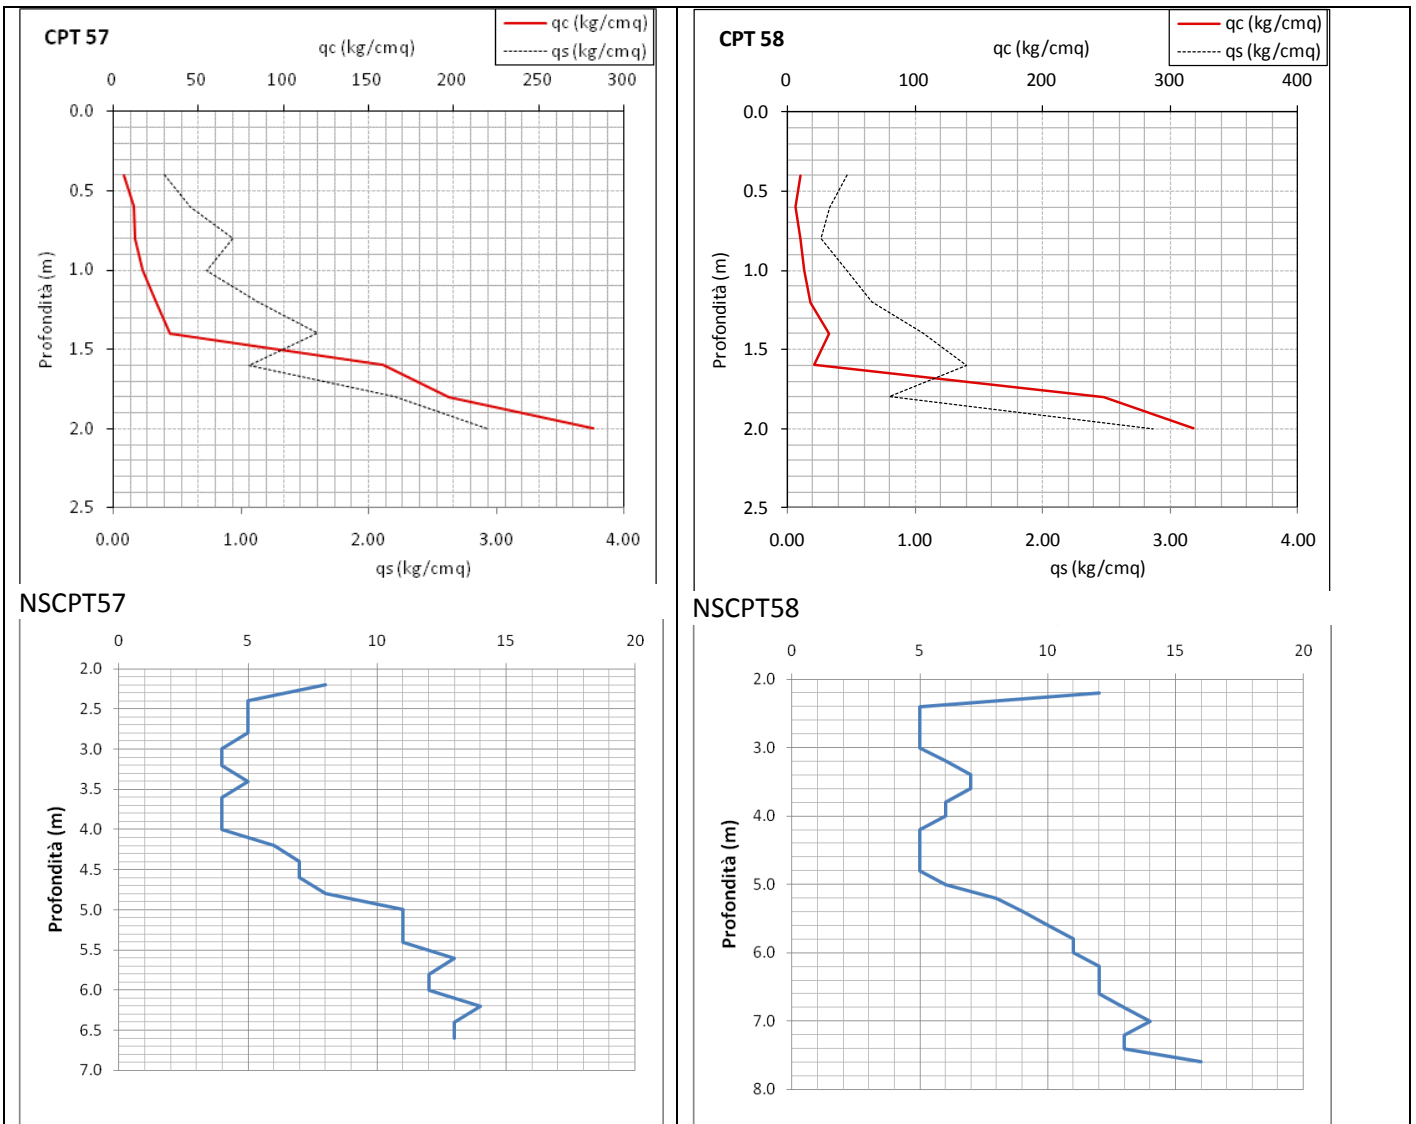 CPT 57
qc (kg/cmq)
qc (kg/cmq)
qs (kg/cmq)
0 50 100 150 200 250 300
0.0
0.5
1.0
1.5
2.0
2.5
Profondità (m)
0.00 1.00 2.00 3.00 4.00
qs (kg/cmq)
CPT 58
qc (kg/cmq)
qc (kg/cmq)
qs (kg/cmq)
0 100 200 300 400
0.0
0.5
1.0
1.5
2.0
2.5
Profondità (m)
0.00 1.00 2.00 3.00 4.00
qs (kg/cmq)
NSCPT57
0 5 10 15 20
2.0
2.5
3.0
3.5
4.0
4.5
5.0
5.5
6.0
6.5
7.0
Profondità (m)
NSCPT58
0 5 10 15 20
2.0
3.0
4.0
5.0
6.0
7.0
8.0
Profondità (m)